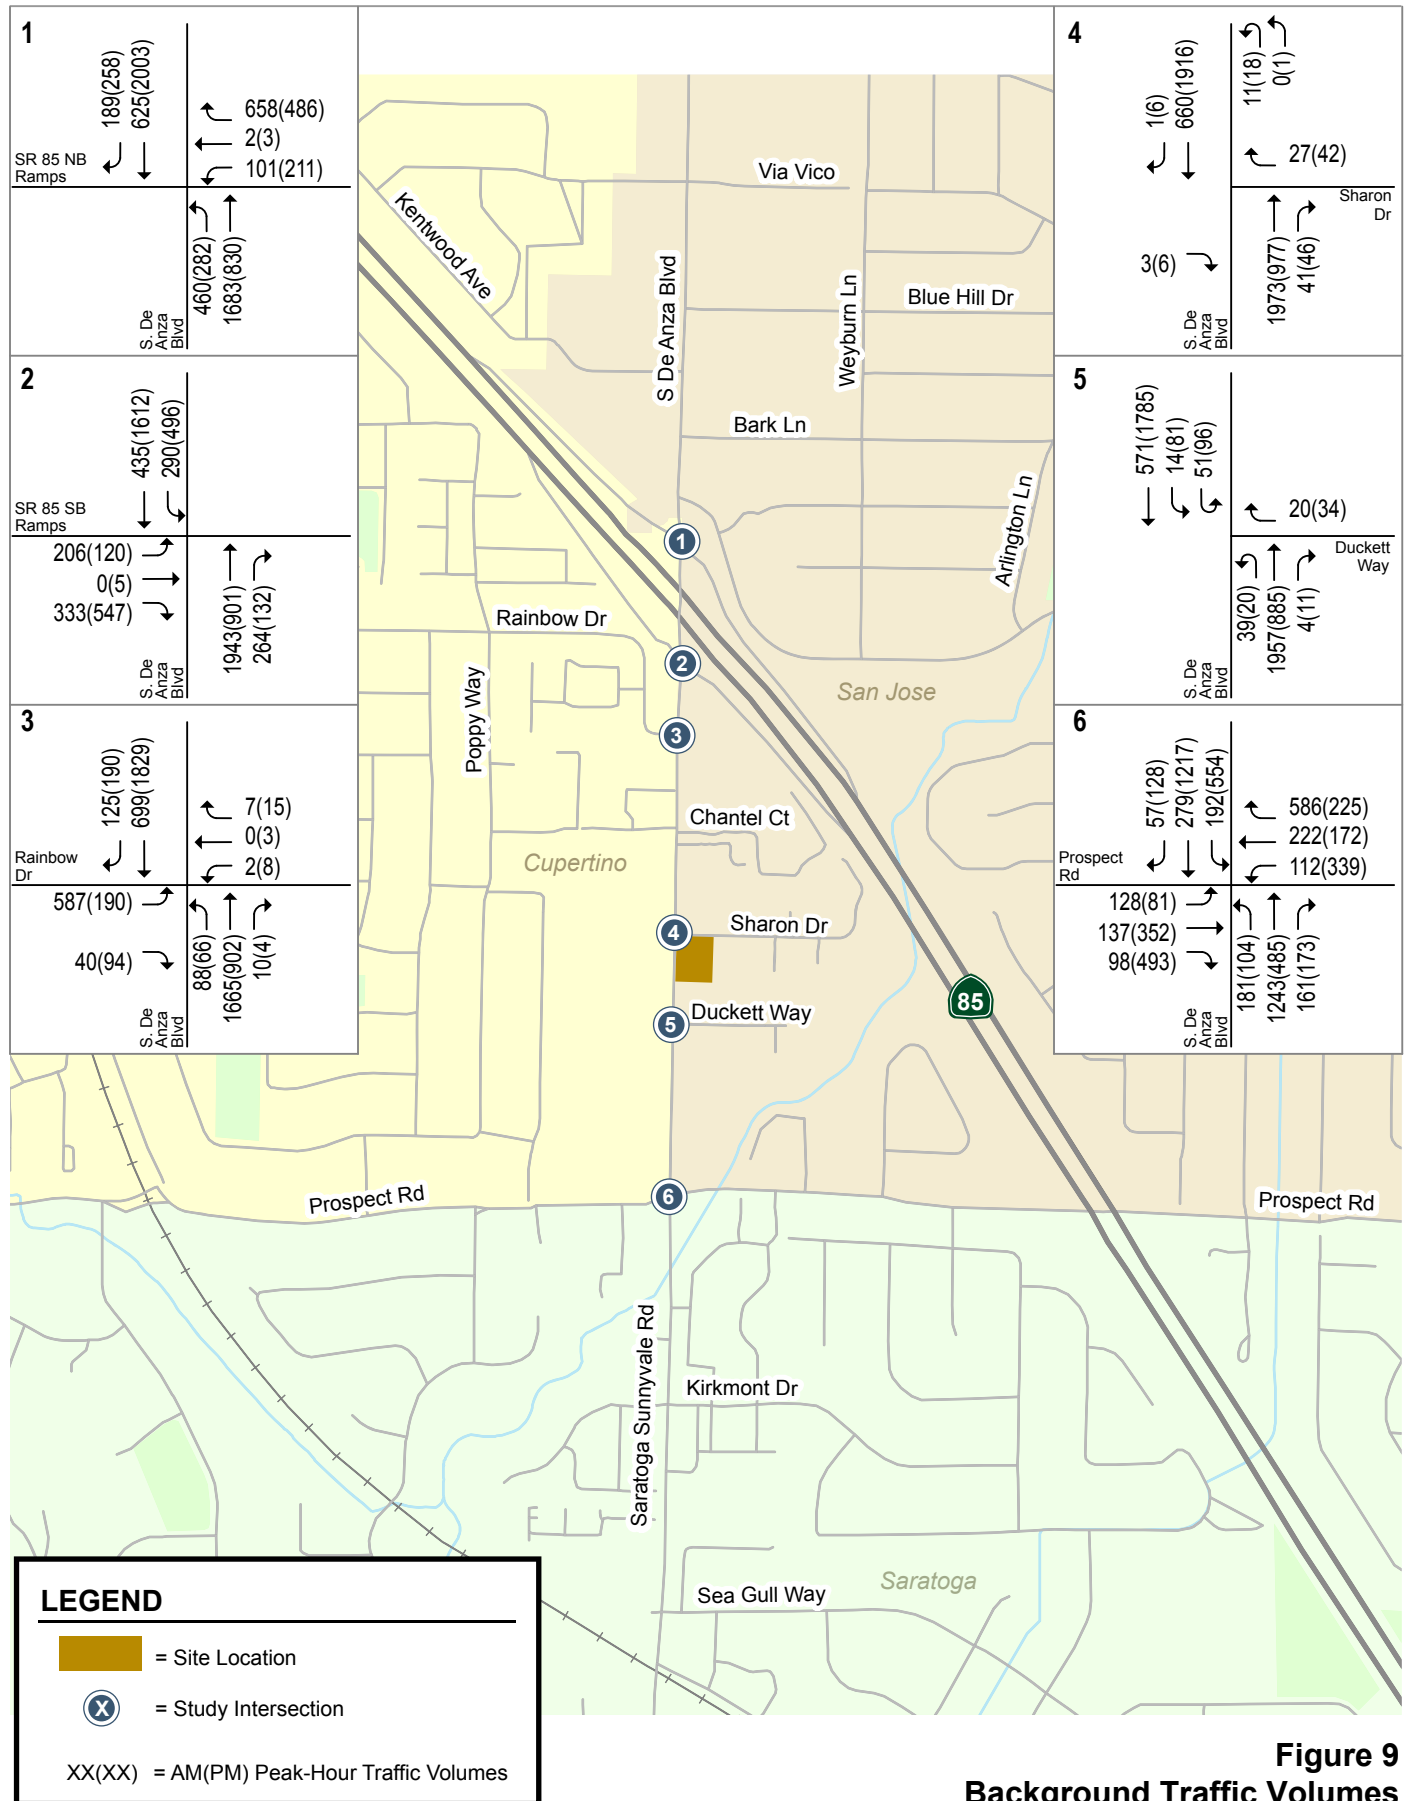 1
189(258)
625(2003)
658(486)
2(3)
101(211)
SR 85 NB
Ramps
460(282)
1683(830)
S. De
Anza
Blvd
2
435(1612)
290(496)
SR 85 SB
Ramps
206(120)
0(5)
333(547)
1943(901)
264(132)
S. De
Anza
Blvd
3
125(190)
699(1829)
7(15)
0(3)
2(8)
Rainbow
Dr
587(190)
40(94)
88(66)
1665(902)
10(4)
S. De
Anza
Blvd
4
1(6)
660(1916)
11(18)
0(1)
27(42)
Sharon
Dr
3(6)
1973(977)
41(46)
S. De
Anza
Blvd
5
571(1785)
14(81)
51(96)
20(34)
Duckett
Way
39(20)
1957(885)
4(11)
S. De
Anza
Blvd
6
57(128)
279(1217)
192(554)
586(225)
222(172)
112(339)
Prospect
Rd
128(81)
137(352)
98(493)
181(104)
1243(485)
161(173)
S. De
Anza
Blvd
Via Vico
Kentwood Ave
S De Anza Blvd
Weyburn Ln
Blue Hill Dr
Bark Ln
Arlington Ln
1
Rainbow Dr
2
San Jose
Poppy Way
3
Chantel Ct
Cupertino
4
Sharon Dr
85
5
Duckett Way
Prospect Rd
6
Prospect Rd
Saratoga Sunnyvale Rd
Kirkmont Dr
Saratoga
Sea Gull Way
LEGEND
= Site Location
X
= Study Intersection
XX(XX) = AM(PM) Peak-Hour Traffic Volumes
Figure 9
Background Traffic Volumes